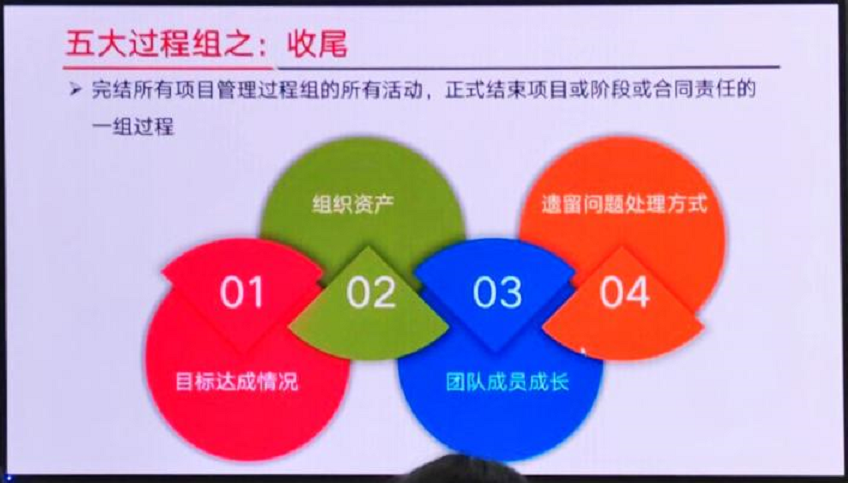 五大过程组之：收尾
➢ 完结所有项目管理过程组的所有活动，正式结束项目或阶段或合同责任的
一组过程
01
目标达成情况
02
组织资产
03
团队成员成长
04
遗留问题处理方式